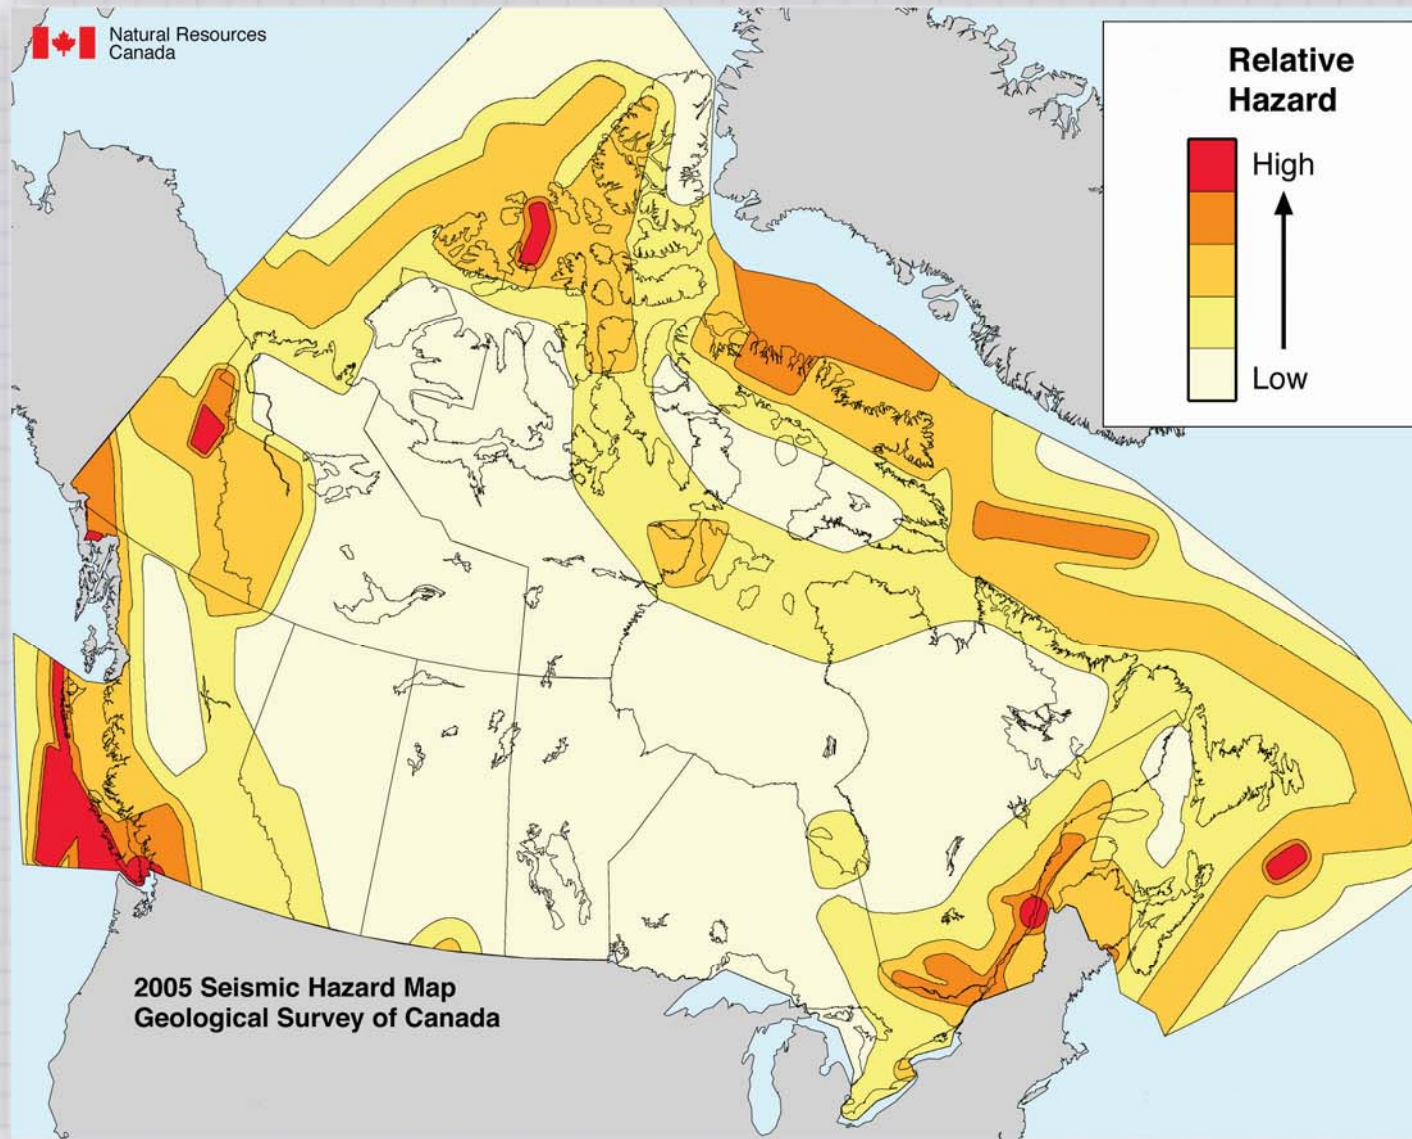 Natural Resources
Canada
Relative
Hazard
High
Low
2005 Seismic Hazard Map
Geological Survey of Canada